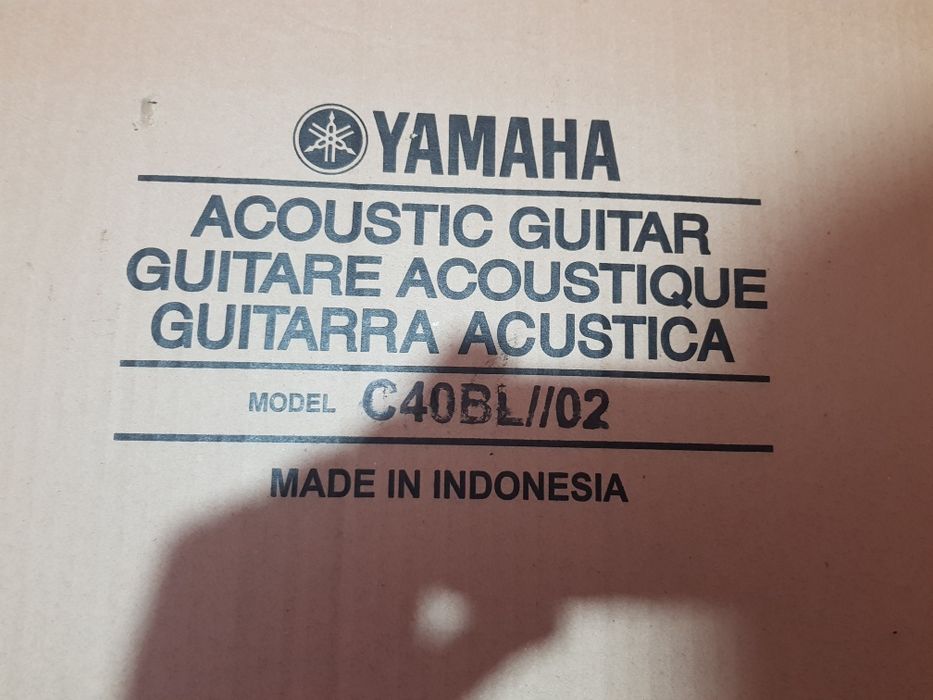 YAMAHA
ACOUSTIC GUITAR
GUITARE ACOUSTIQUE
GUITARRA ACUSTICA
MODEL C40BL//02
MADE IN INDONESIA